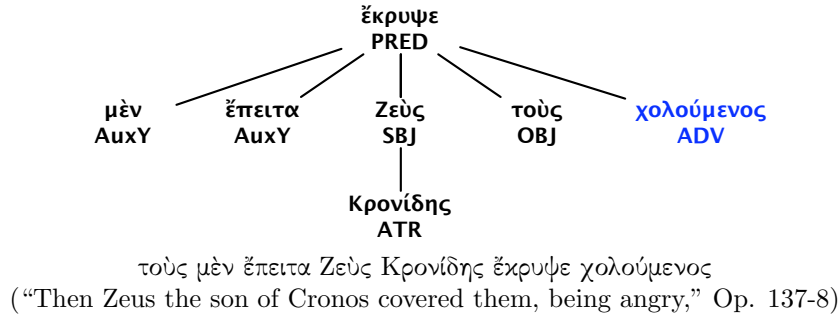 ἔκρυψε
PRED
μὲν ἔπειτα Ζεὺς τοὺς χολούμενος
AuxY AuxY SBJ OBJ ADV
Κρονίδης
ATR
τοὺς μὲν ἔπειτα Ζεὺς Κρονίδης ἔκρυψε χολούμενος
(“Then Zeus the son of Cronos covered them, being angry,” Op. 137-8)